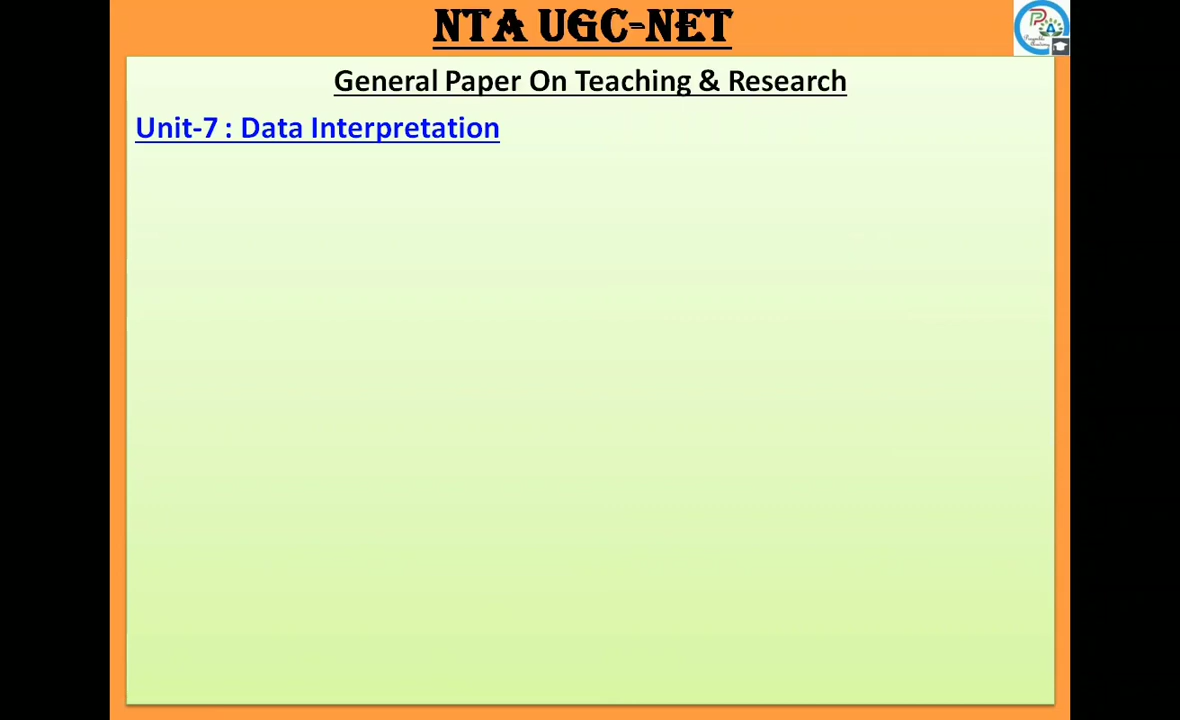 NTA UGC-NET
General Paper On Teaching & Research
Unit-7 : Data Interpretation